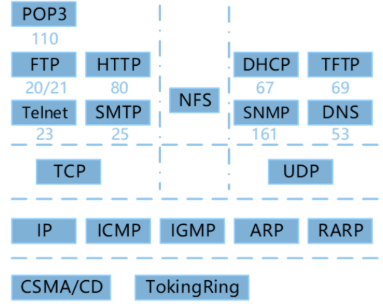 POP3
110
FTP HTTP DHCP TFTP
20/21 80 67 69
NFS
Telnet SMTP SNMP DNS
23 25 161 53
TCP UDP
IP ICMP IGMP ARP RARP
CSMA/CD TokingRing